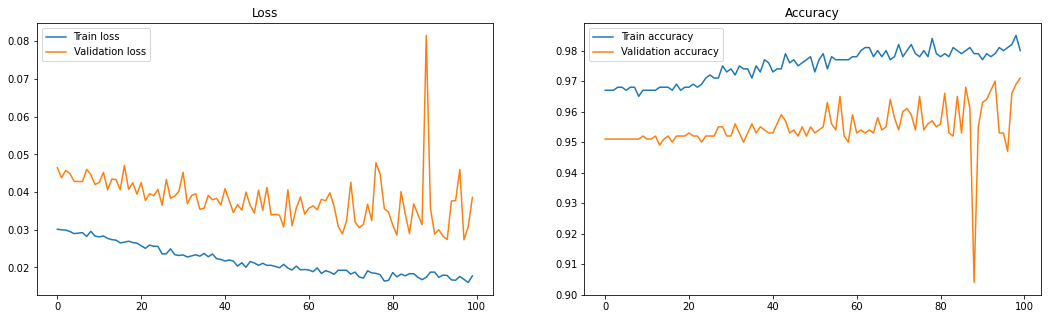 Loss
Train loss
Validation loss
0.08
0.07
0.06
0.05
0.04
0.03
0.02
0 20 40 60 80 100
Accuracy
Train accuracy
Validation accuracy
0.98
0.97
0.96
0.95
0.94
0.93
0.92
0.91
0.90
0 20 40 60 80 100